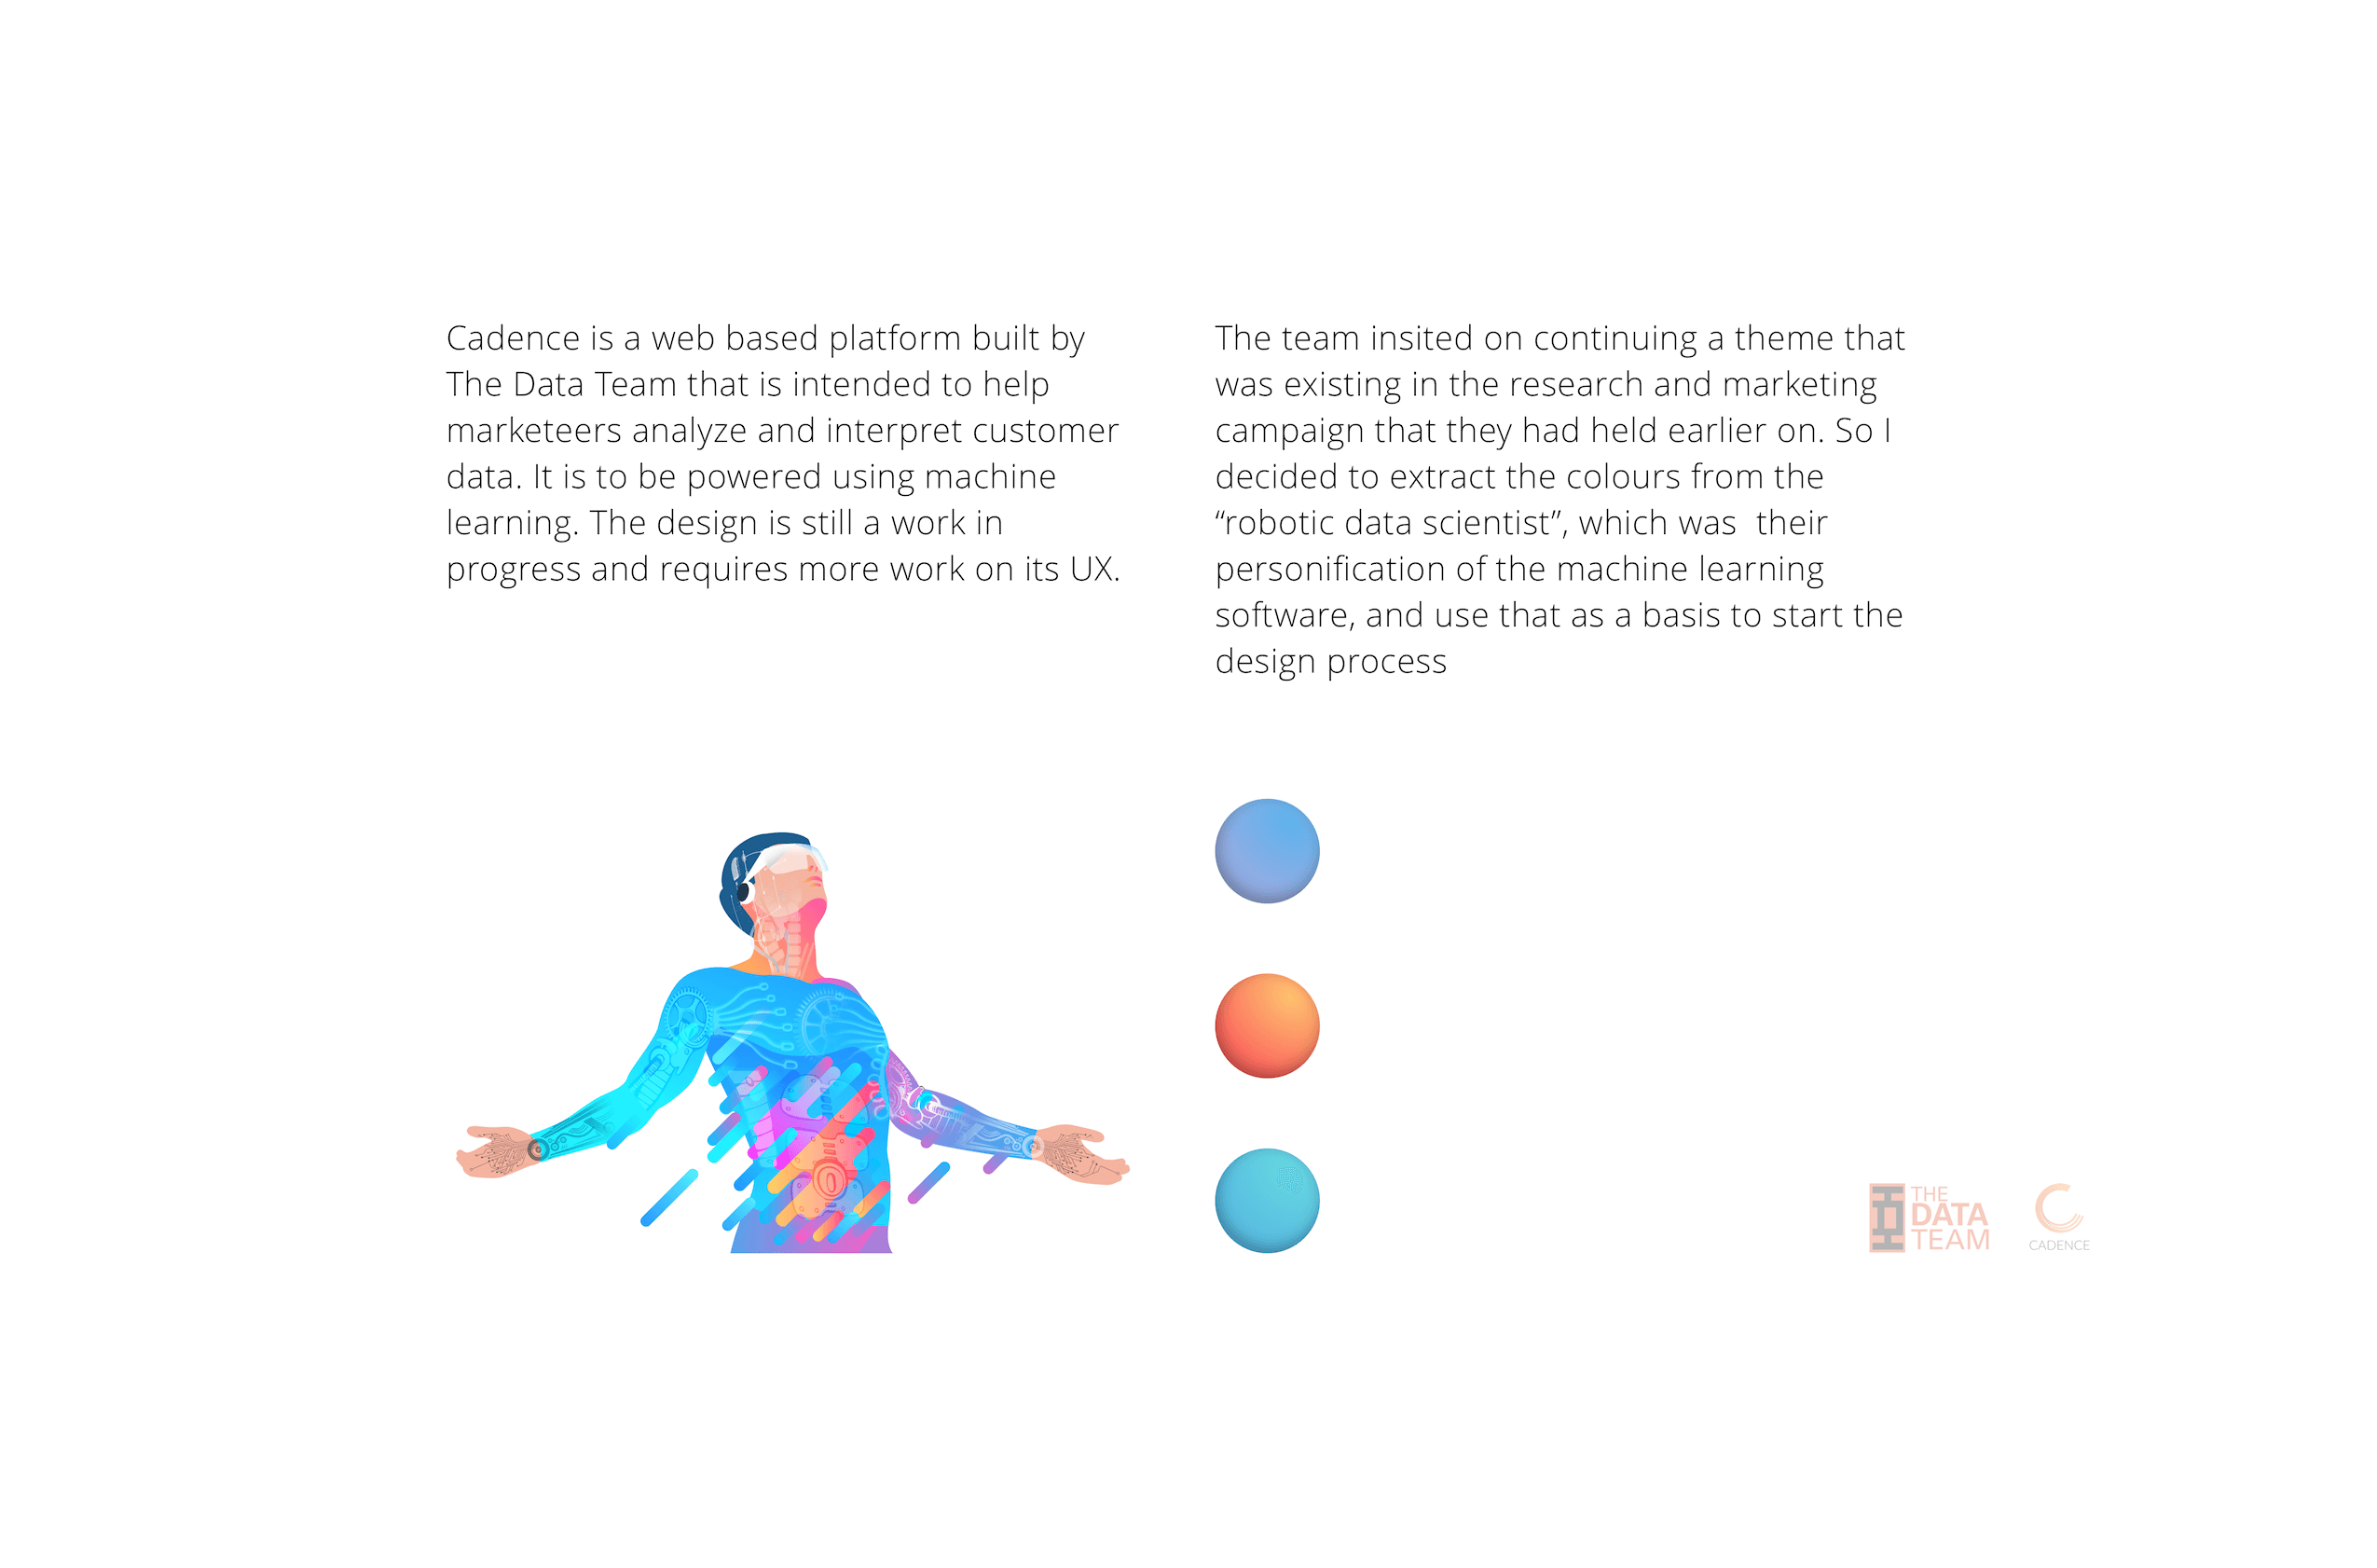 Cadence is a web based platform built by
The Data Team that is intended to help
marketeers analyze and interpret customer
data. It is to be powered using machine
learning. The design is still a work in
progress and requires more work on its UX.
The team insited on continuing a theme that
was existing in the research and marketing
campaign that they had held earlier on. So I
decided to extract the colours from the
“robotic data scientist”, which was  their
personification of the machine learning
software, and use that as a basis to start the
design process
THE
DATA
TEAM
CADENCE